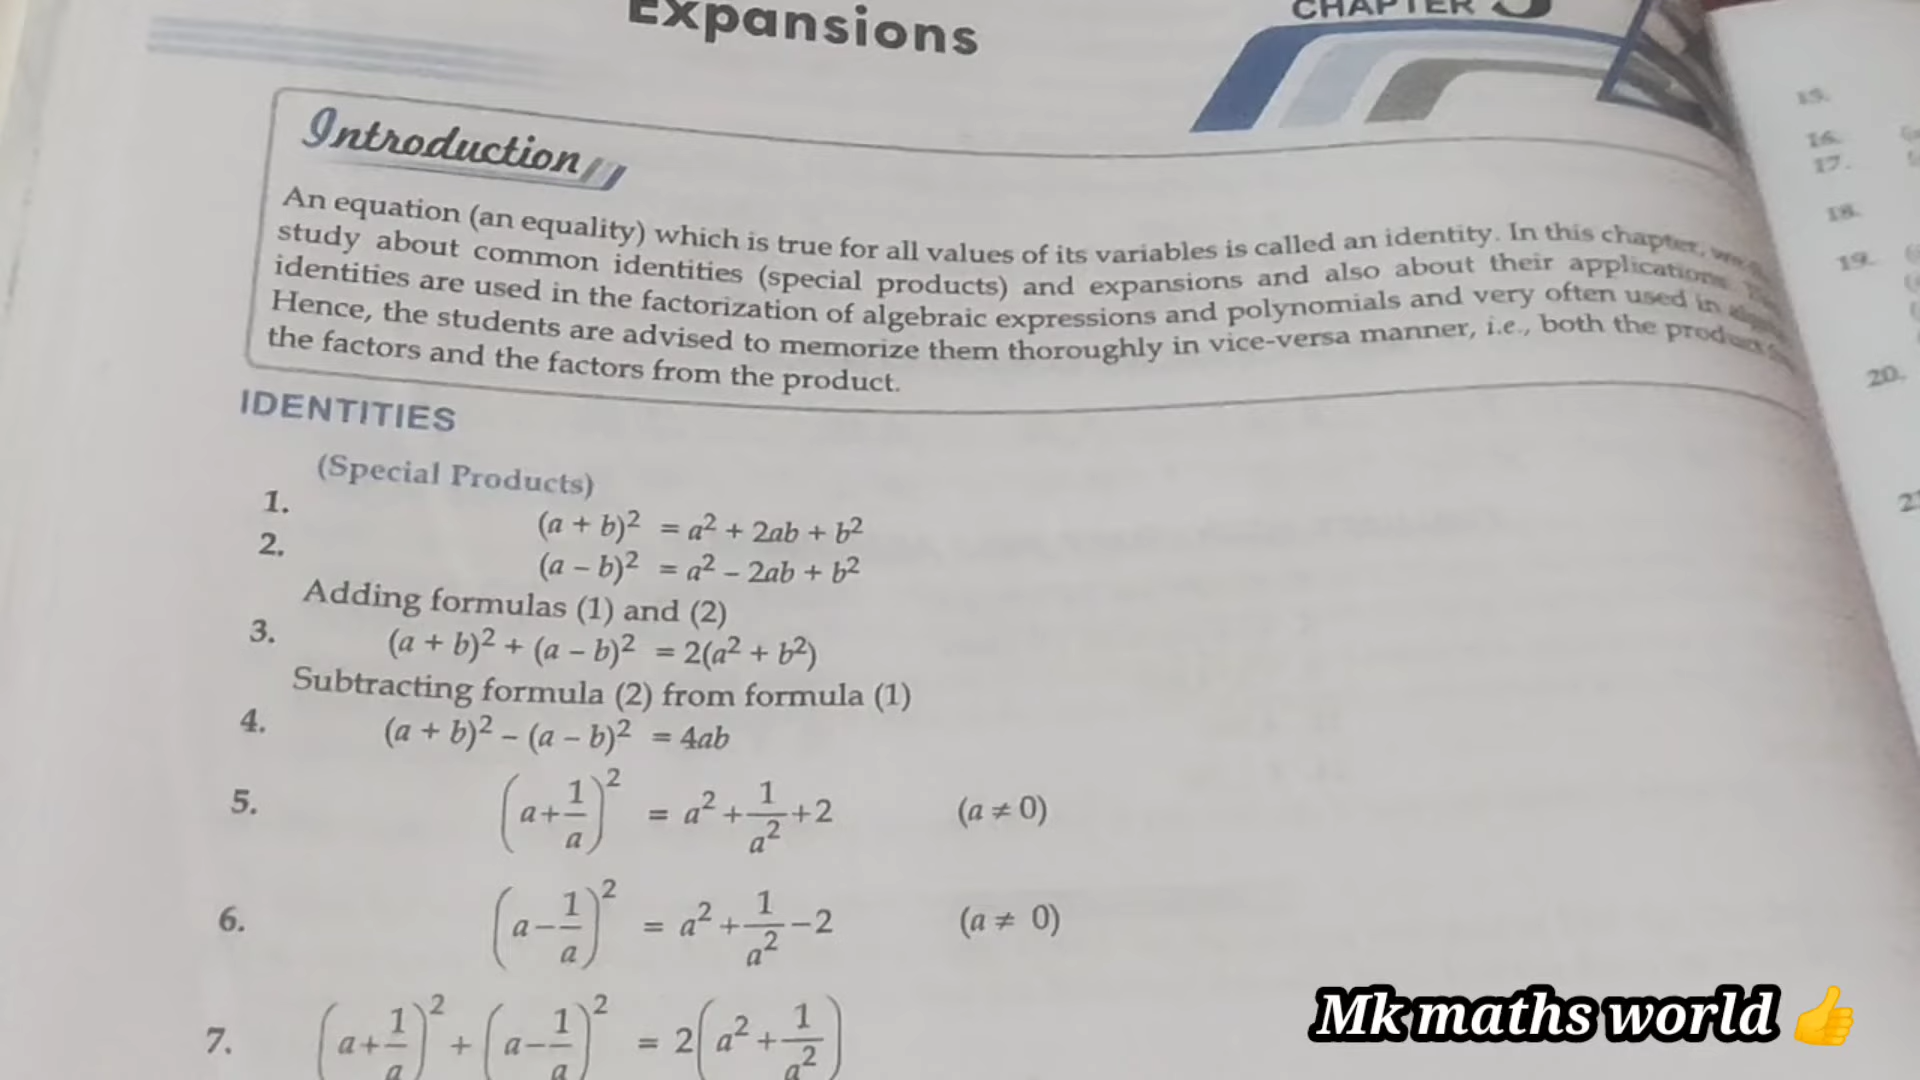 Expansions
CHAPTER
Introduction
An equation (an equality) which is true for all values of its variables is called an identity. In this chapter, we
study about common identities (special products) and expansions and also about their applications.
identities are used in the factorization of algebraic expressions and polynomials and very often used in
Hence, the students are advised to memorize them thoroughly in vice-versa manner, i.e., both the product
the factors and the factors from the product.
IDENTITIES
(Special Products)
1. (a + b)² = a² + 2ab + b²
2. (a – b)² = a² – 2ab + b²
Adding formulas (1) and (2)
3. (a + b)² + (a – b)² = 2(a² + b²)
Subtracting formula (2) from formula (1)
4. (a + b)² – (a – b)² = 4ab
5. (a+1/a)² = a²+1/a²+2 (a ≠ 0)
6. (a–1/a)² = a²+1/a²–2 (a ≠ 0)
7. (a+1/a)² + (a–1/a)² = 2(a²+1/a²)
15.
16.
17.
18.
19.
20.
Mk maths world 👍